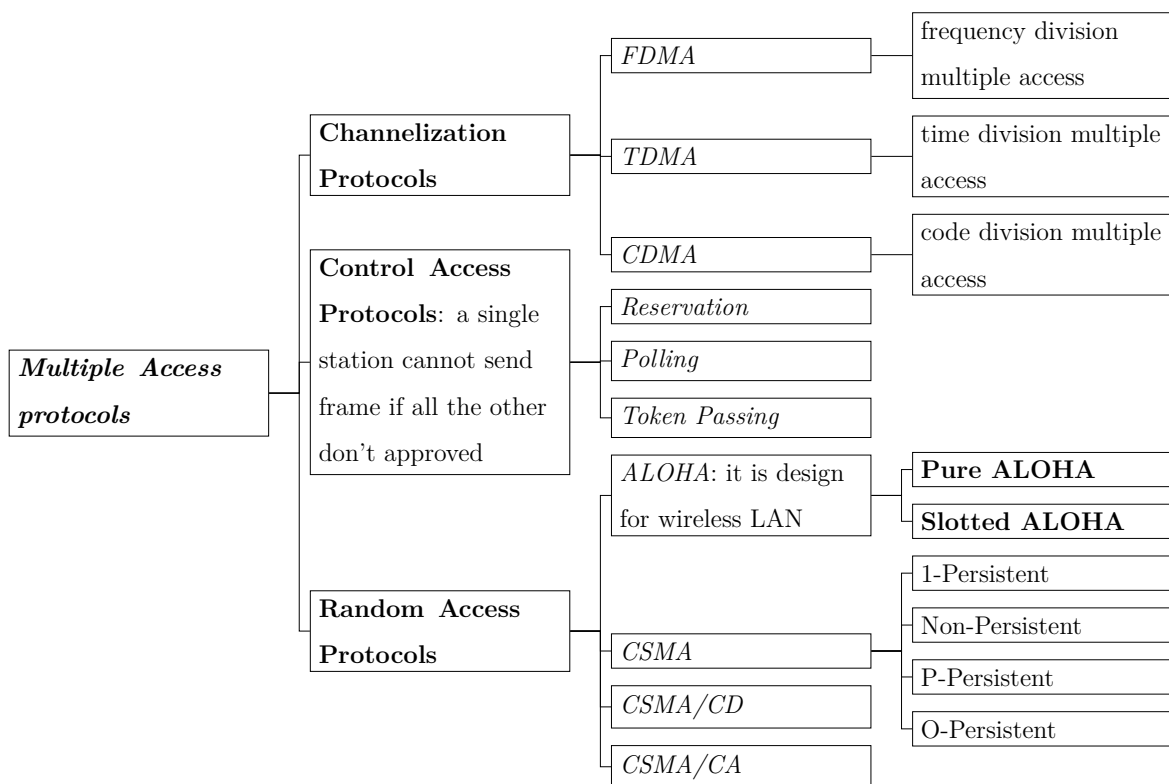 Multiple Access
protocols
Channelization
Protocols
FDMA
frequency division
multiple access
TDMA
time division multiple
access
CDMA
code division multiple
access
Control Access
Protocols: a single
station cannot send
frame if all the other
don't approved
Reservation
Polling
Token Passing
Random Access
Protocols
ALOHA: it is design
for wireless LAN
Pure ALOHA
Slotted ALOHA
CSMA
1-Persistent
Non-Persistent
P-Persistent
O-Persistent
CSMA/CD
CSMA/CA